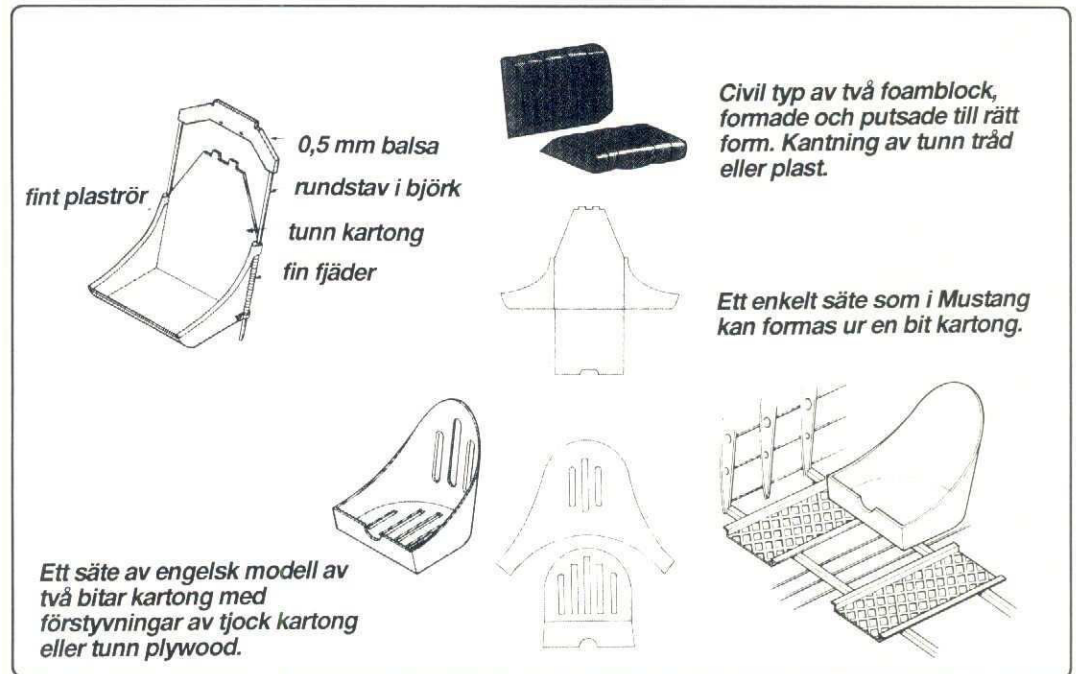 fint plaströr
0,5 mm balsa
rundstav i björk
tunn kartong
fin fjäder
Civil typ av två foamblock,
formade och putsade till rätt
form. Kantning av tunn tråd
eller plast.
Ett enkelt säte som i Mustang
kan formas ur en bit kartong.
Ett säte av engelsk modell av
två bitar kartong med
förstyvningar av tjock kartong
eller tunn plywood.